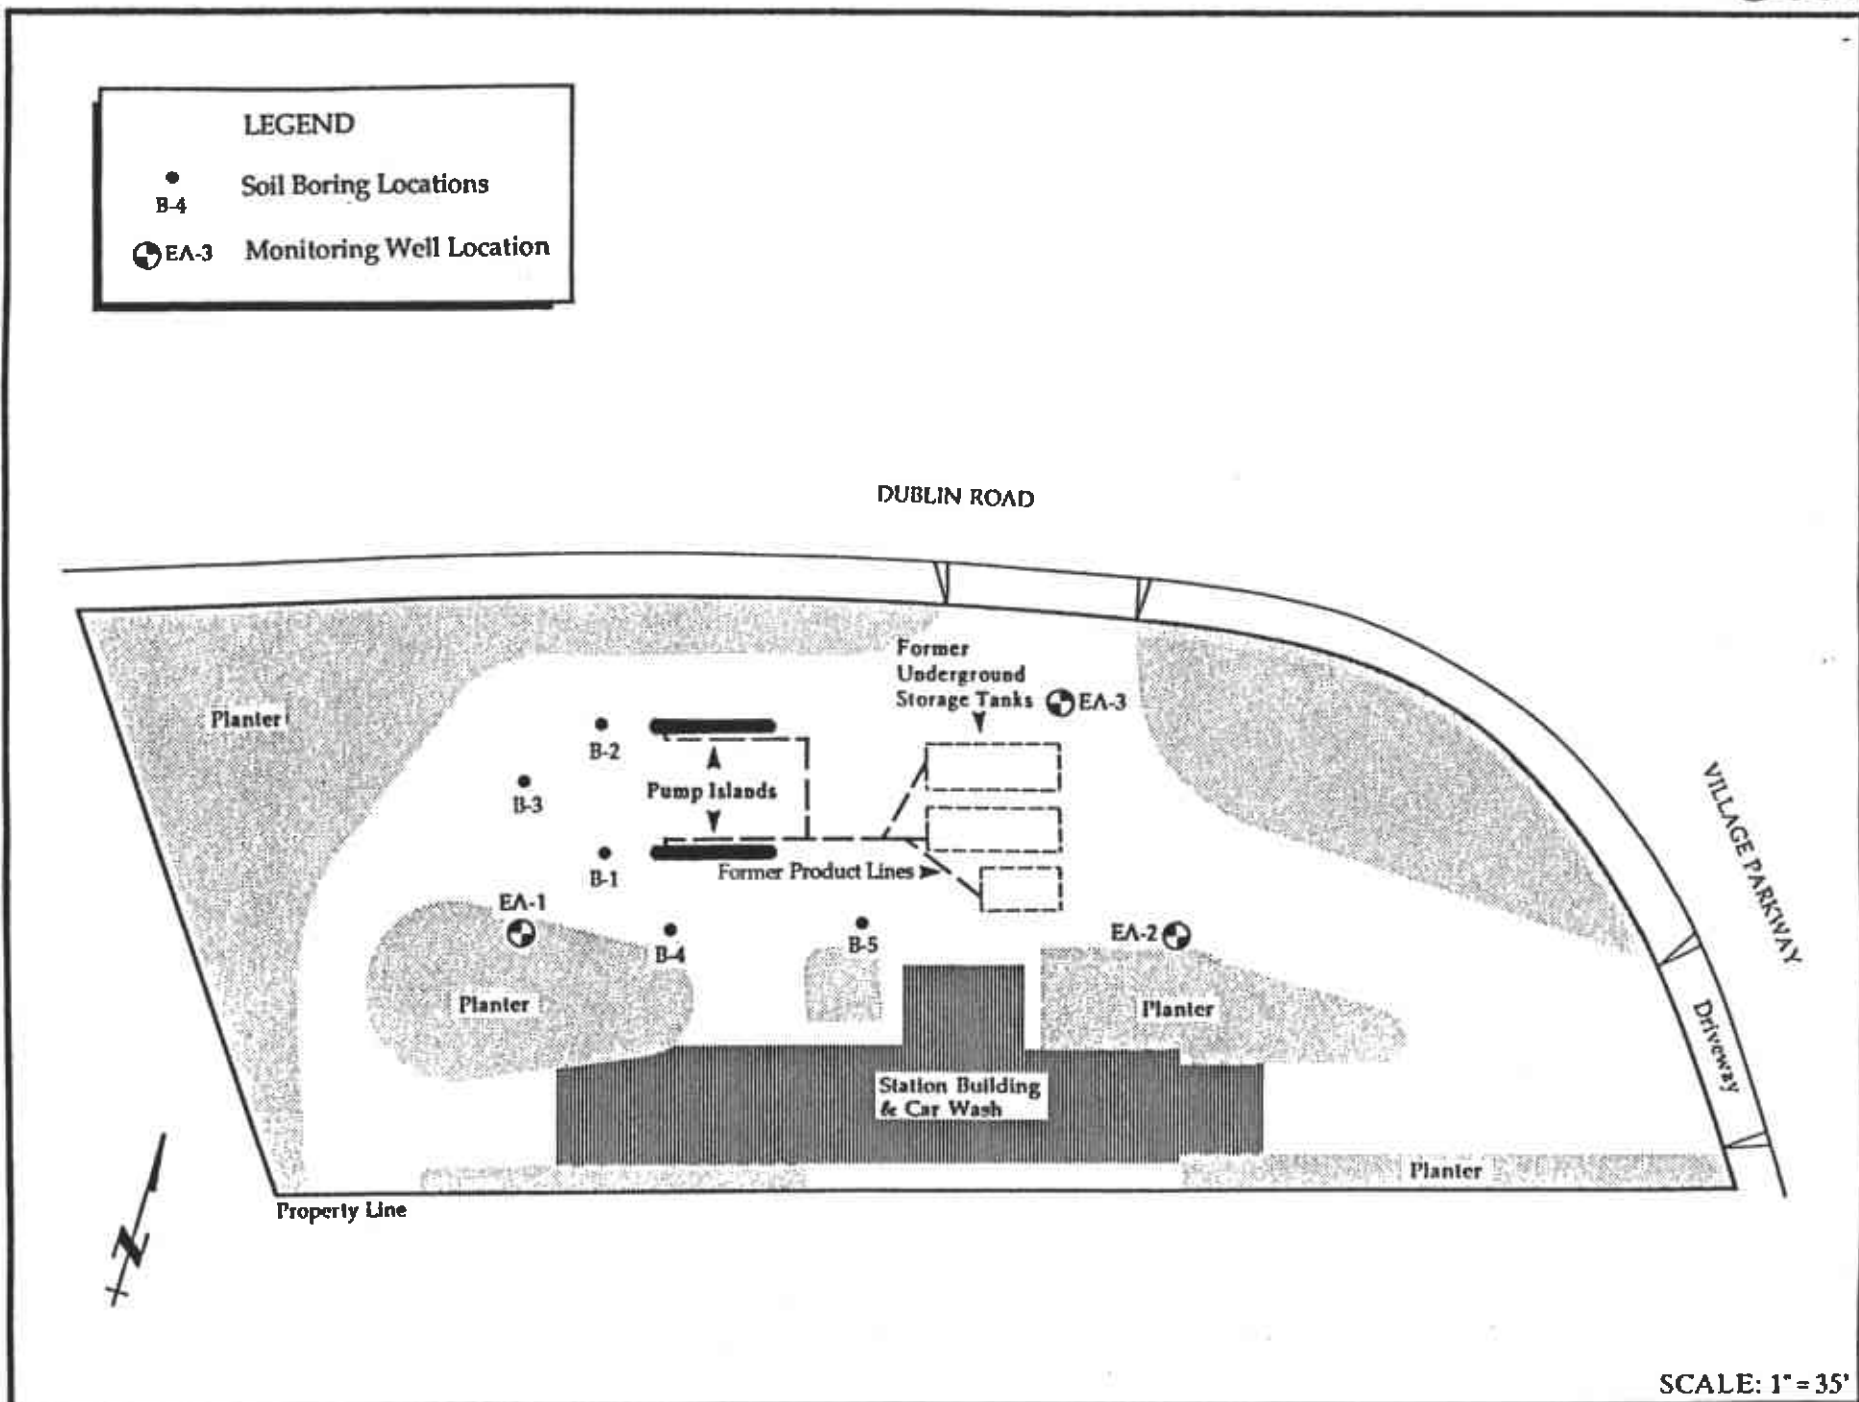 LEGEND
B-4 Soil Boring Locations
EA-3 Monitoring Well Location
DUBLIN ROAD
Former
Underground
Storage Tanks
EA-3
Planter
B-2
B-3
Pump Islands
VILLAGE PARKWAY
B-1
Former Product Lines
EA-1
B-4
B-5
EA-2
Planter
Planter
Driveway
Station Building
& Car Wash
Planter
Property Line
N
SCALE: 1" = 35'